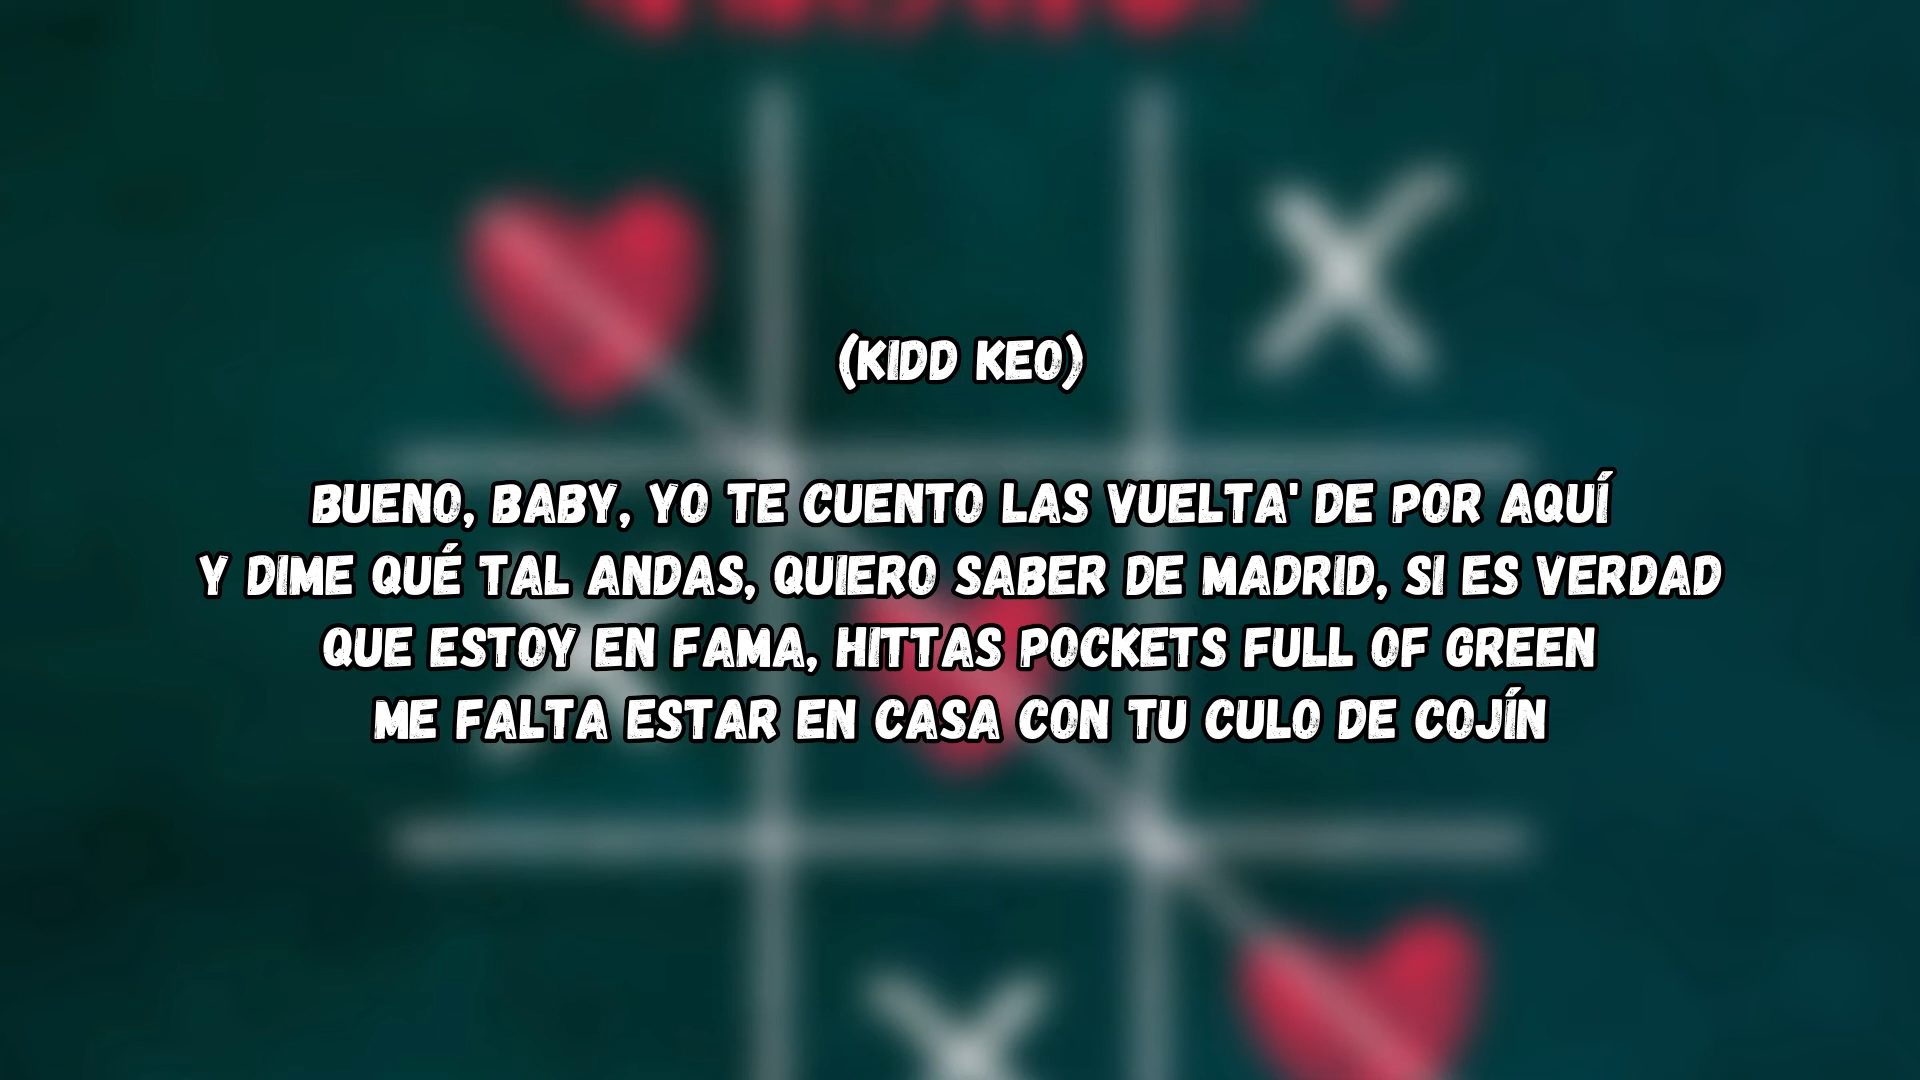 (KIDD KEO)
BUENO, BABY, YO TE CUENTO LAS VUELTA' DE POR AQUÍ
Y DIME QUÉ TAL ANDAS, QUIERO SABER DE MADRID, SI ES VERDAD
QUE ESTOY EN FAMA, HITTAS POCKETS FULL OF GREEN
ME FALTA ESTAR EN CASA CON TU CULO DE COJÍN